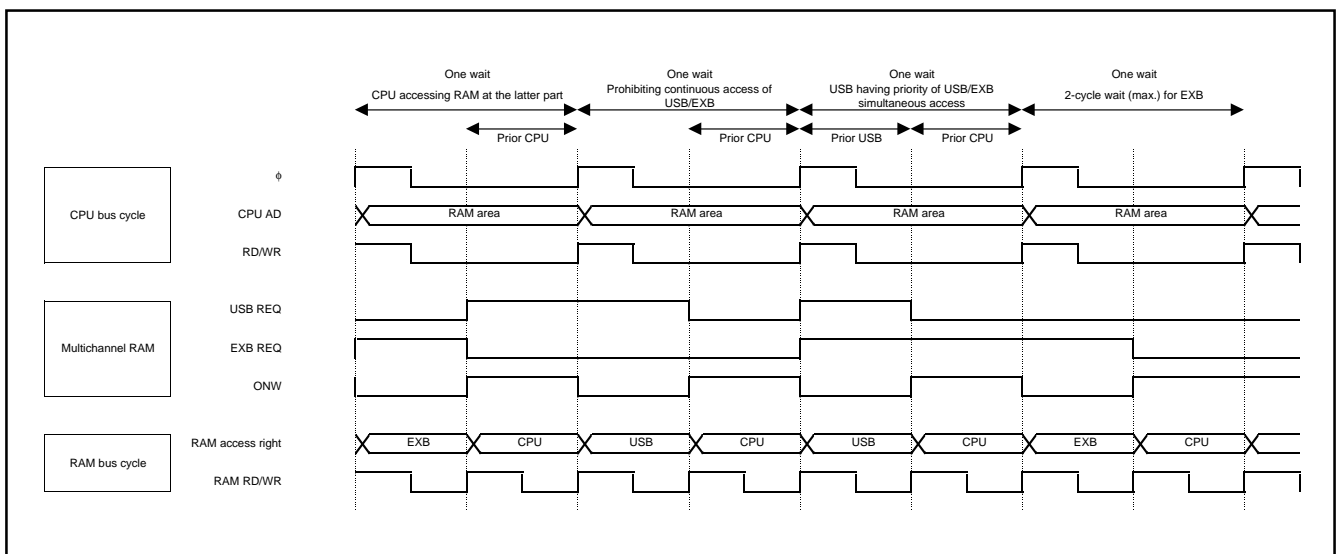 One wait
CPU accessing RAM at the latter part
One wait
Prohibiting continuous access of
USB/EXB
One wait
USB having priority of USB/EXB
simultaneous access
One wait
2-cycle wait (max.) for EXB
Prior CPU
Prior CPU
Prior USB
Prior CPU
CPU bus cycle
φ
CPU AD
RAM area
RAM area
RAM area
RAM area
RD/WR
Multichannel RAM
USB REQ
EXB REQ
ONW
RAM bus cycle
RAM access right
EXB
CPU
USB
CPU
USB
CPU
EXB
CPU
RAM RD/WR